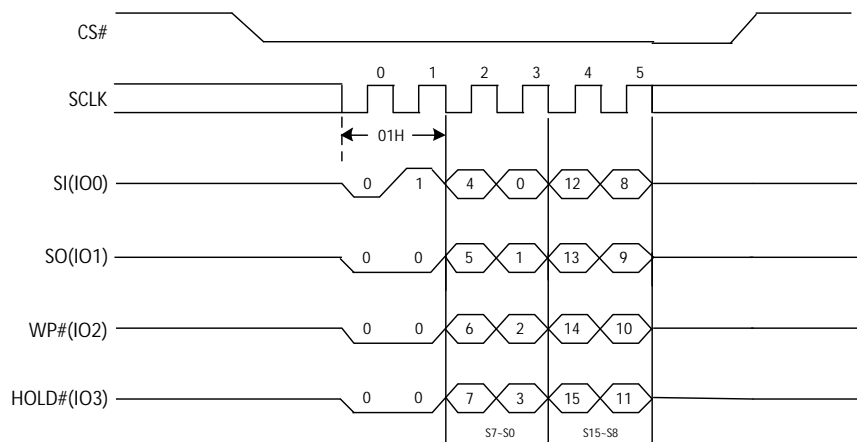 CS#
0 1 2 3 4 5
SCLK
01H
SI(IO0) 0 1 4 0 12 8
SO(IO1) 0 0 5 1 13 9
WP#(IO2) 0 0 6 2 14 10
HOLD#(IO3) 0 0 7 3 15 11
S7~S0 S15~S8